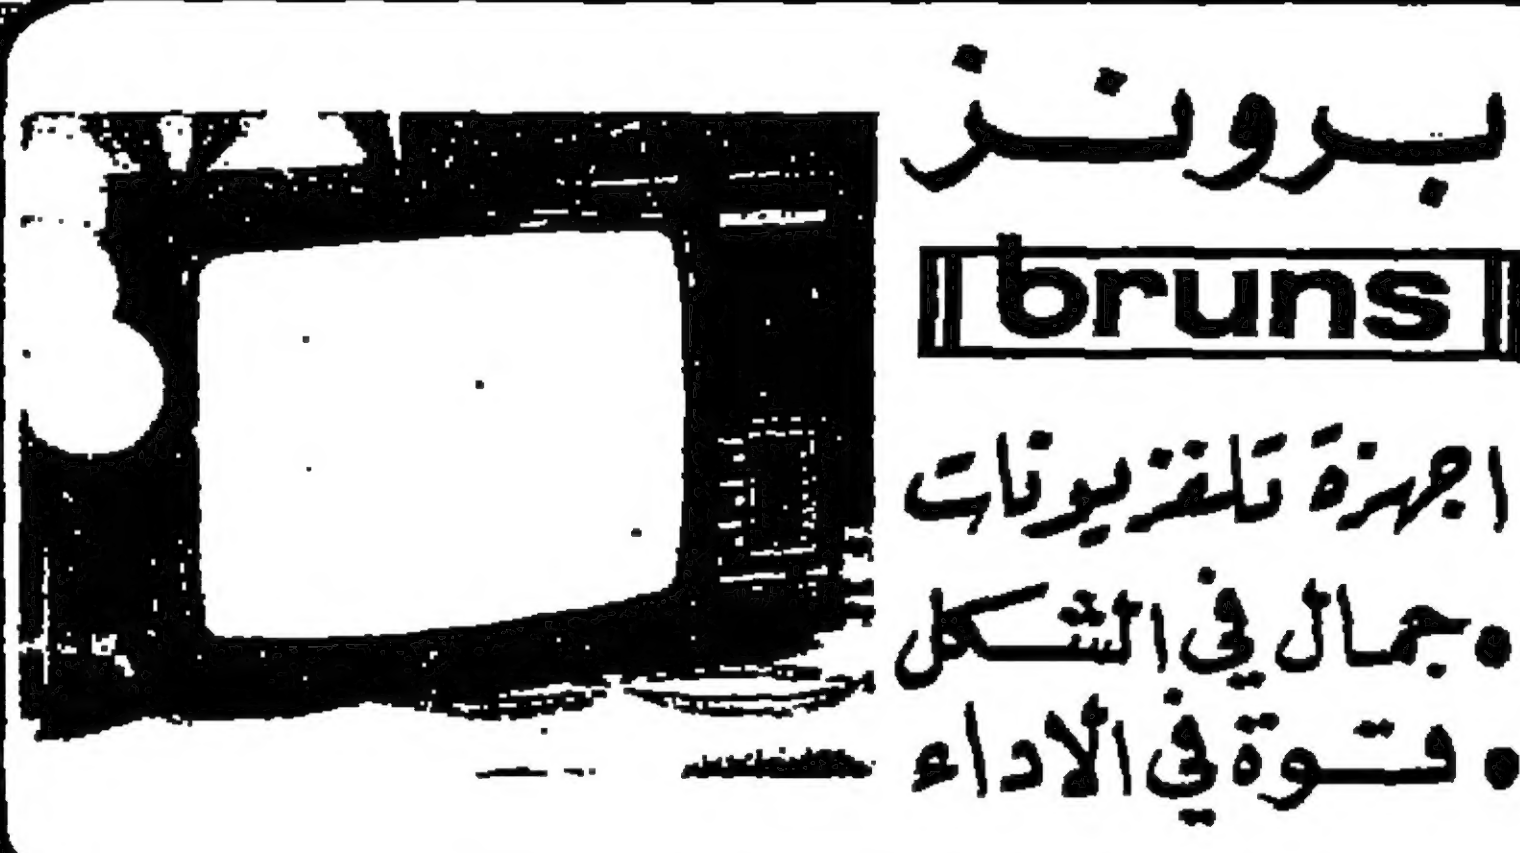 برونز
bruns
اجهزة تلفزيونات
• جمال في الشكل
• قوة في الاداء